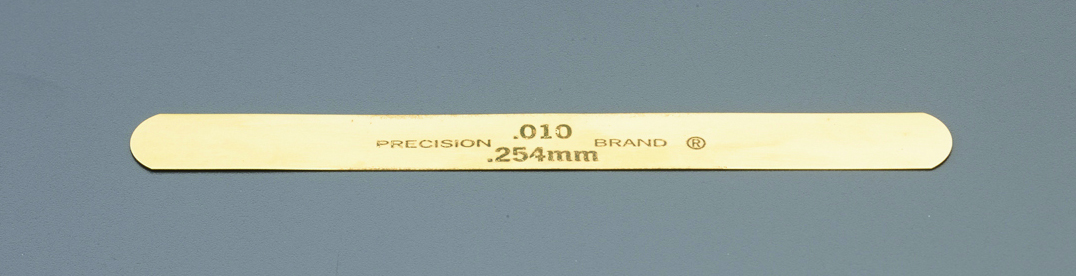 .010
PRECISION BRAND ®
.254mm